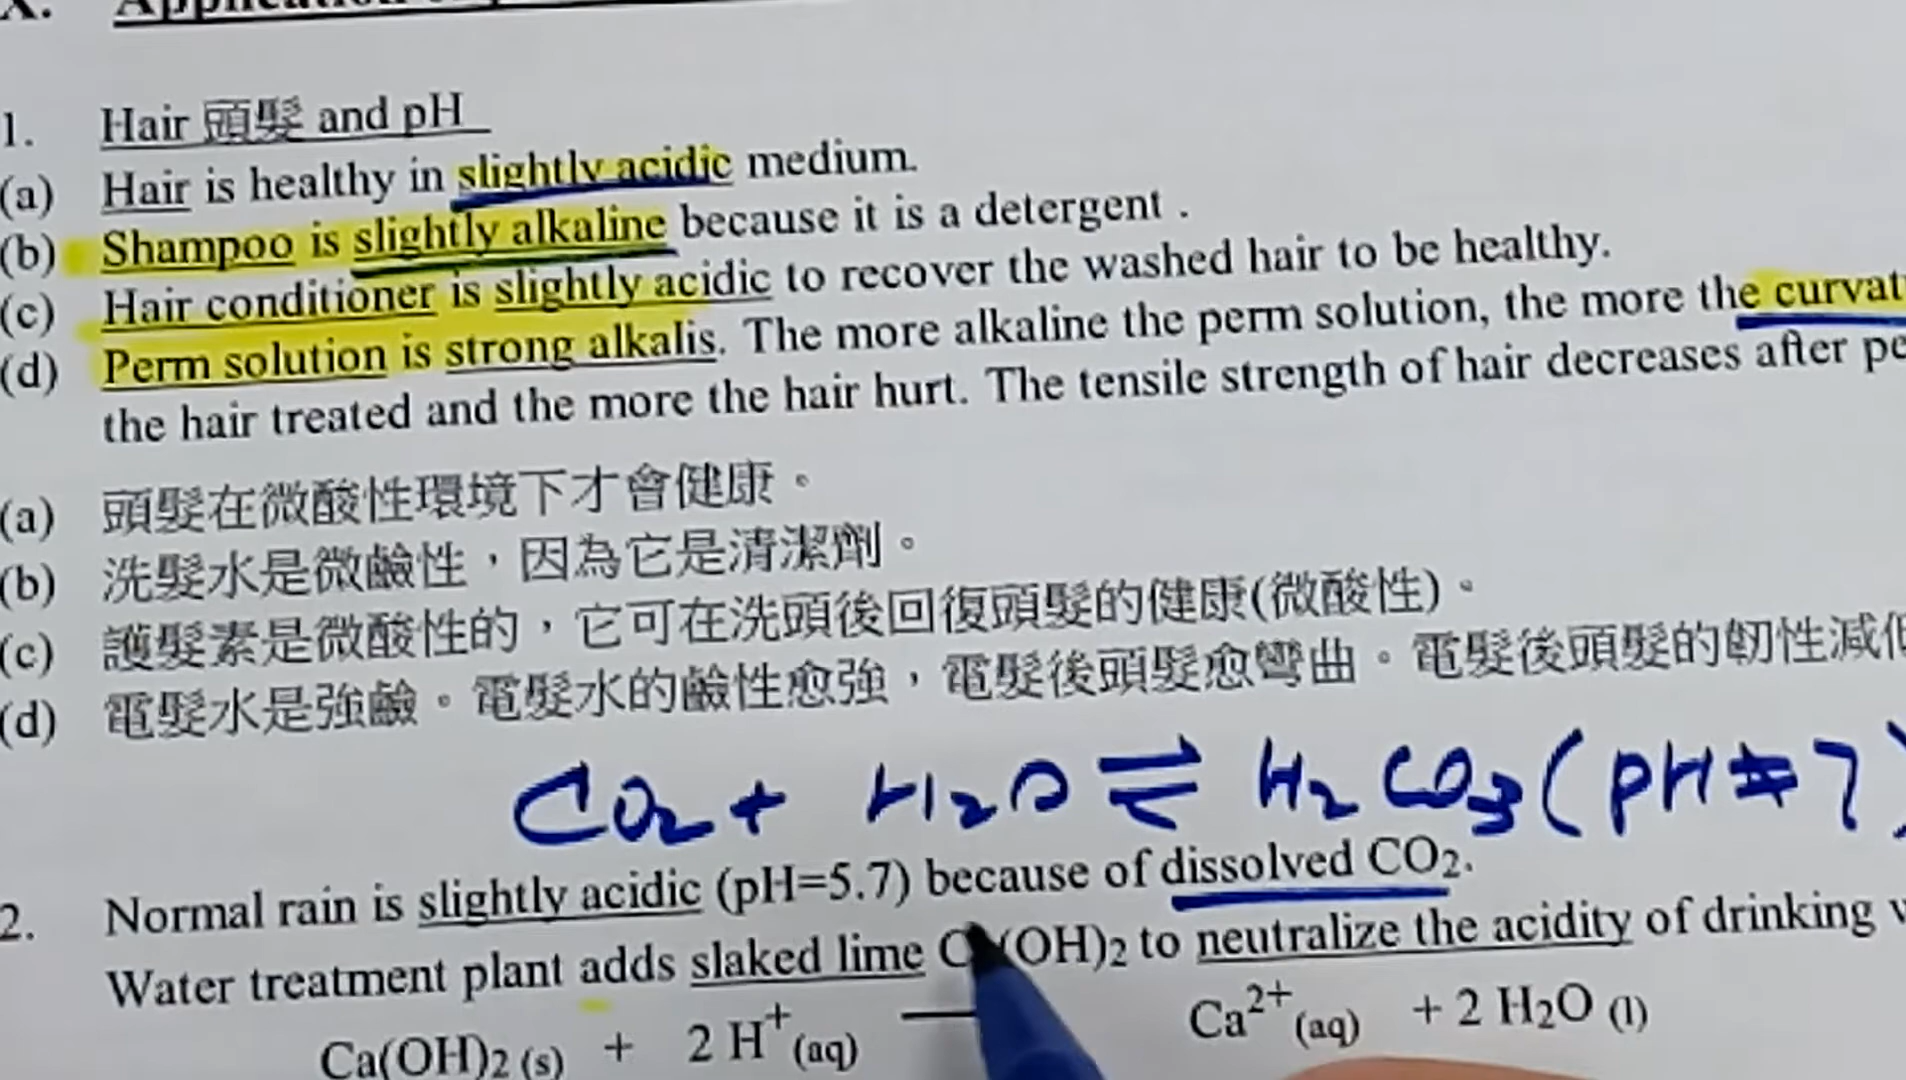 1. Hair 頭髮 and pH
(a) Hair is healthy in slightly acidic medium.
(b) Shampoo is slightly alkaline because it is a detergent .
(c) Hair conditioner is slightly acidic to recover the washed hair to be healthy.
(d) Perm solution is strong alkalis. The more alkaline the perm solution, the more the
the hair treated and the more the hair hurt. The tensile strength of hair decreases after
(a) 頭髮在微酸性環境下才會健康。
(b) 洗髮水是微鹼性，因為它是清潔劑。
(c) 護髮素是微酸性的，它可在洗頭後回復頭髮的健康(微酸性)。
(d) 電髮水是強鹼。電髮水的鹼性愈強，電髮後頭髮愈彎曲。電髮後頭髮的韌性減
CO2 + H2O ⇌ H2CO3 (pH≠7)
2. Normal rain is slightly acidic (pH=5.7) because of dissolved CO2.
Water treatment plant adds slaked lime (OH)2 to neutralize the acidity of drinking
Ca(OH)2 (s) + 2 H+(aq) Ca2+(aq) + 2 H2O (l)